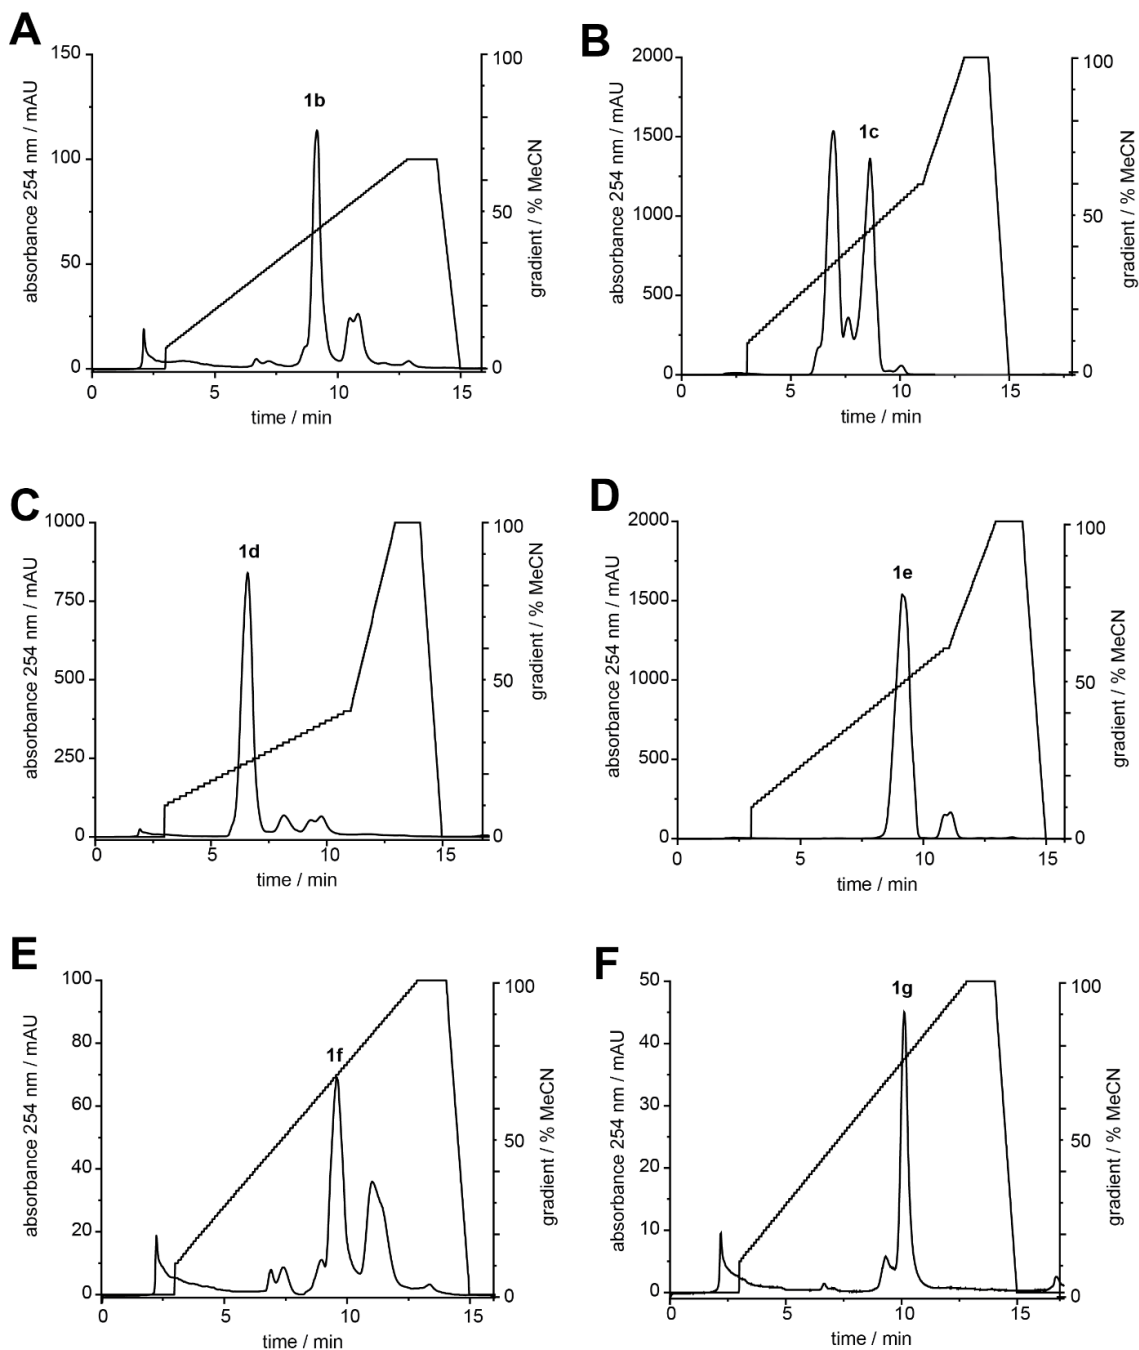 A
150
100
50
0
absorbance 254 nm / mAU
1b
100
50
0
gradient / % MeCN
0 5 10 15
time / min
B
2000
1500
1000
500
0
absorbance 254 nm / mAU
1c
100
50
0
gradient / % MeCN
0 5 10 15
time / min
C
1000
750
500
250
0
absorbance 254 nm / mAU
1d
100
50
0
gradient / % MeCN
0 5 10 15
time / min
D
2000
1500
1000
500
0
absorbance 254 nm / mAU
1e
100
50
0
gradient / % MeCN
0 5 10 15
time / min
E
100
80
60
40
20
0
absorbance 254 nm / mAU
1f
100
50
0
gradient / % MeCN
0 5 10 15
time / min
F
50
40
30
20
10
0
absorbance 254 nm / mAU
1g
100
50
0
gradient / % MeCN
0 5 10 15
time / min